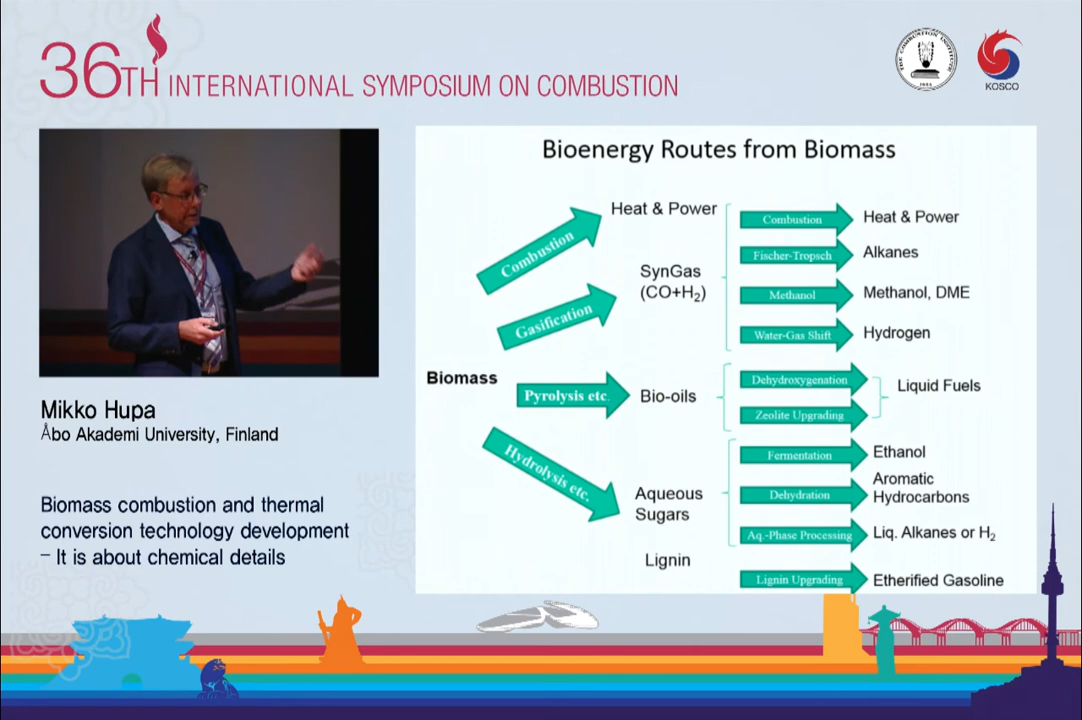 36TH INTERNATIONAL SYMPOSIUM ON COMBUSTION
THE COMBUSTION INSTITUTE
KOSCO
Mikko Hupa
Åbo Akademi University, Finland
Biomass combustion and thermal
conversion technology development
– It is about chemical details
Bioenergy Routes from Biomass
Biomass
Combustion
Heat & Power
Gasification
SynGas
(CO+H₂)
Pyrolysis etc.
Bio-oils
Hydrolysis etc.
Aqueous
Sugars
Lignin
Combustion
Heat & Power
Fischer-Tropsch
Alkanes
Methanol
Methanol, DME
Water-Gas Shift
Hydrogen
Dehydroxygenation
Zeolite Upgrading
Liquid Fuels
Fermentation
Ethanol
Dehydration
Aromatic
Hydrocarbons
Aq.-Phase Processing
Liq. Alkanes or H₂
Lignin Upgrading
Etherified Gasoline